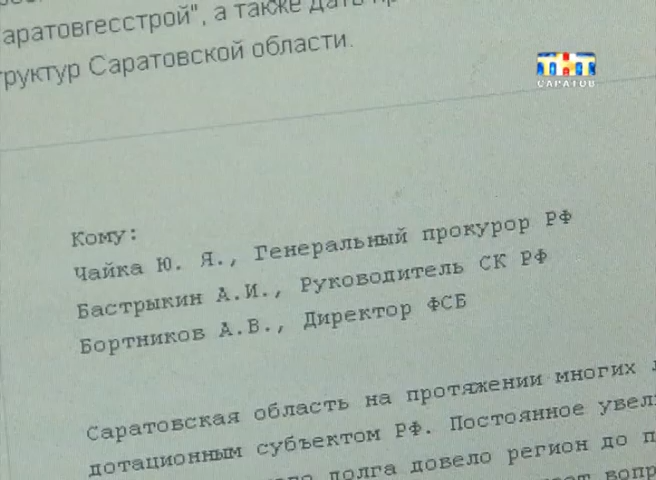 аратовгесстрой", а также дать
труктур Саратовской области.
ТНТ
САРАТОВ
Кому:
Чайка Ю. Я., Генеральный прокурор РФ
Бастрыкин А.И., Руководитель СК РФ
Бортников А.В., Директор ФСБ
Саратовская область на протяжении многих
дотационным субъектом РФ. Постоянное увел
долга довело регион до п
вопр